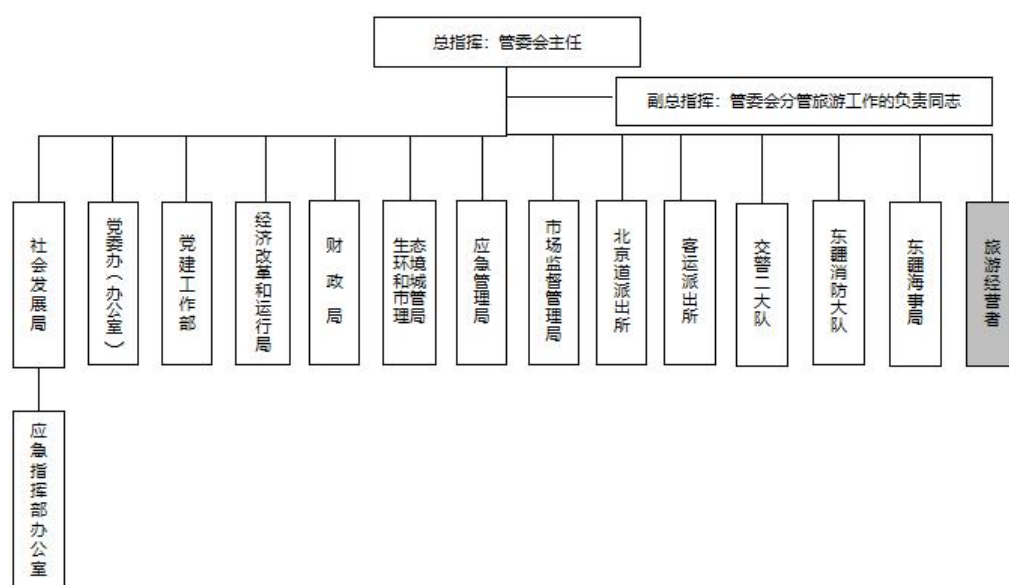 总指挥：管委会主任
副总指挥：管委会分管旅游工作的负责同志
社会发展局
党委办（办公室）
党建工作部
经济改革和运行局
财政局
生态环境和城市管理局
应急管理局
市场监督管理局
北京道派出所
客运派出所
交警二大队
东疆消防大队
东疆海事局
旅游经营者
应急指挥部办公室